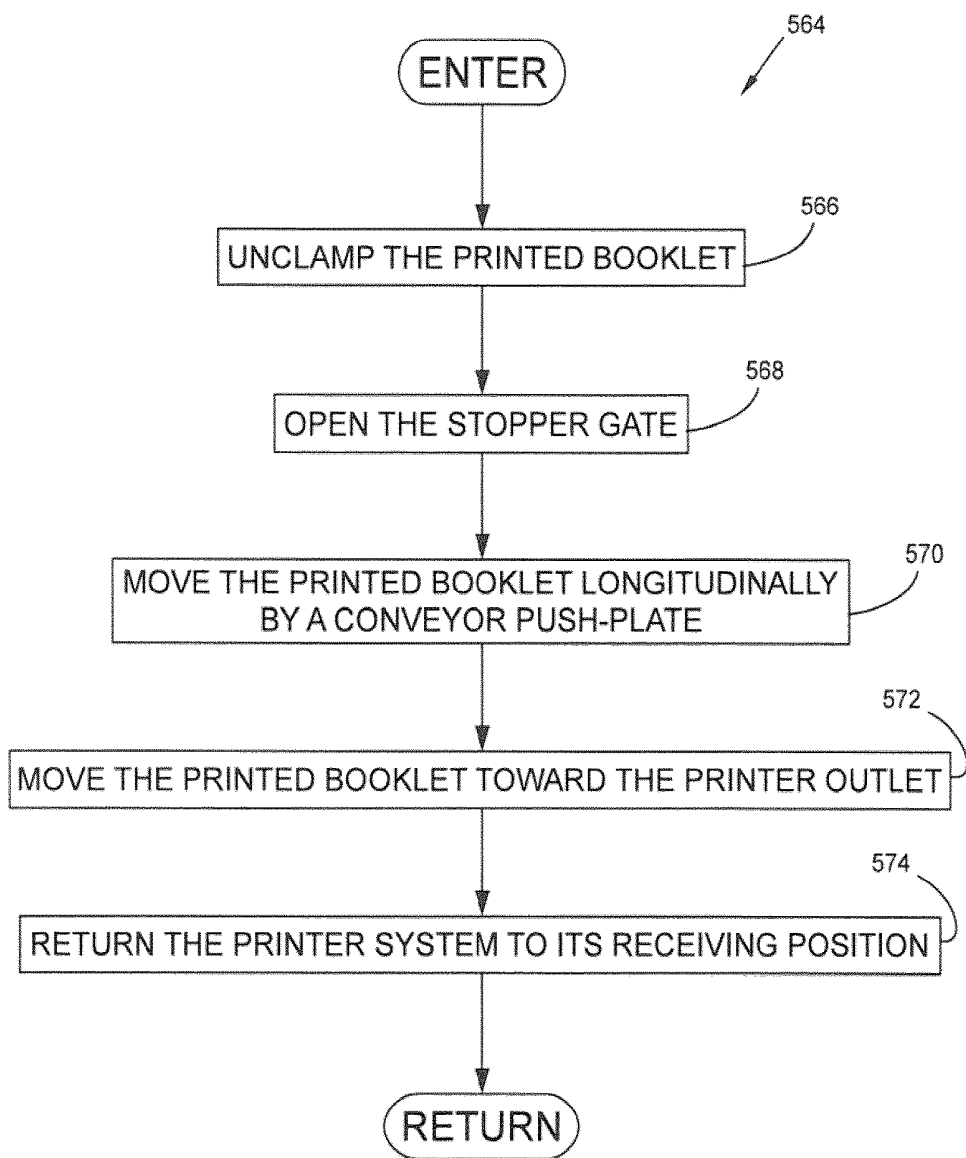 564
ENTER
566
UNCLAMP THE PRINTED BOOKLET
568
OPEN THE STOPPER GATE
570
MOVE THE PRINTED BOOKLET LONGITUDINALLY
BY A CONVEYOR PUSH-PLATE
572
MOVE THE PRINTED BOOKLET TOWARD THE PRINTER OUTLET
574
RETURN THE PRINTER SYSTEM TO ITS RECEIVING POSITION
RETURN